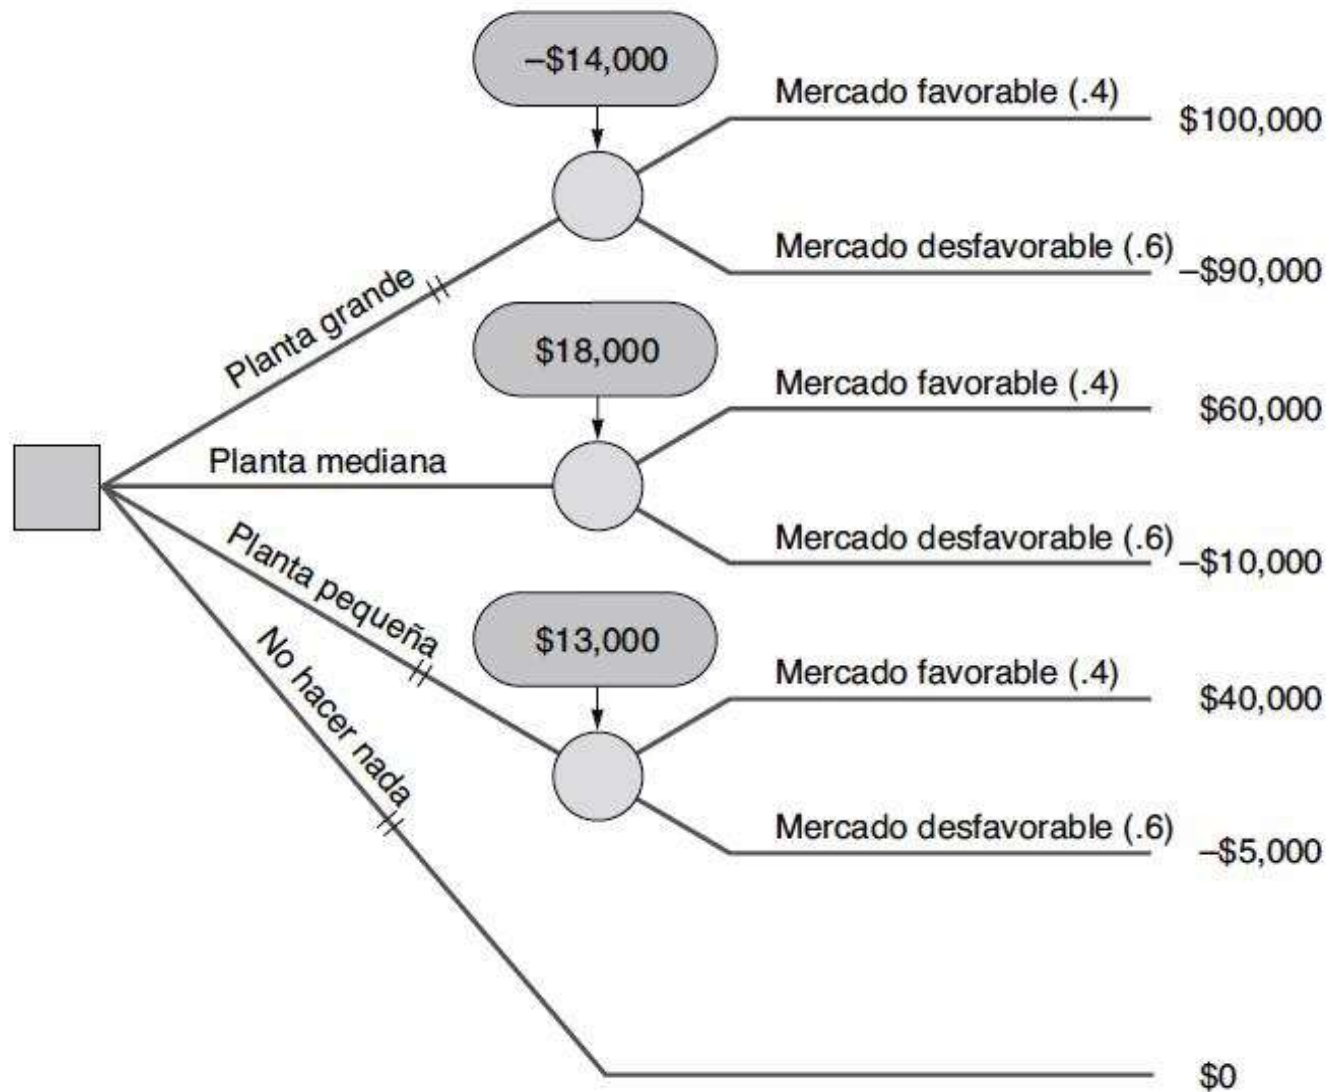 –$14,000
Mercado favorable (.4)
$100,000
Mercado desfavorable (.6)
–$90,000
Planta grande
$18,000
Mercado favorable (.4)
$60,000
Planta mediana
Mercado desfavorable (.6)
–$10,000
Planta pequeña
$13,000
Mercado favorable (.4)
$40,000
No hacer nada
Mercado desfavorable (.6)
–$5,000
$0